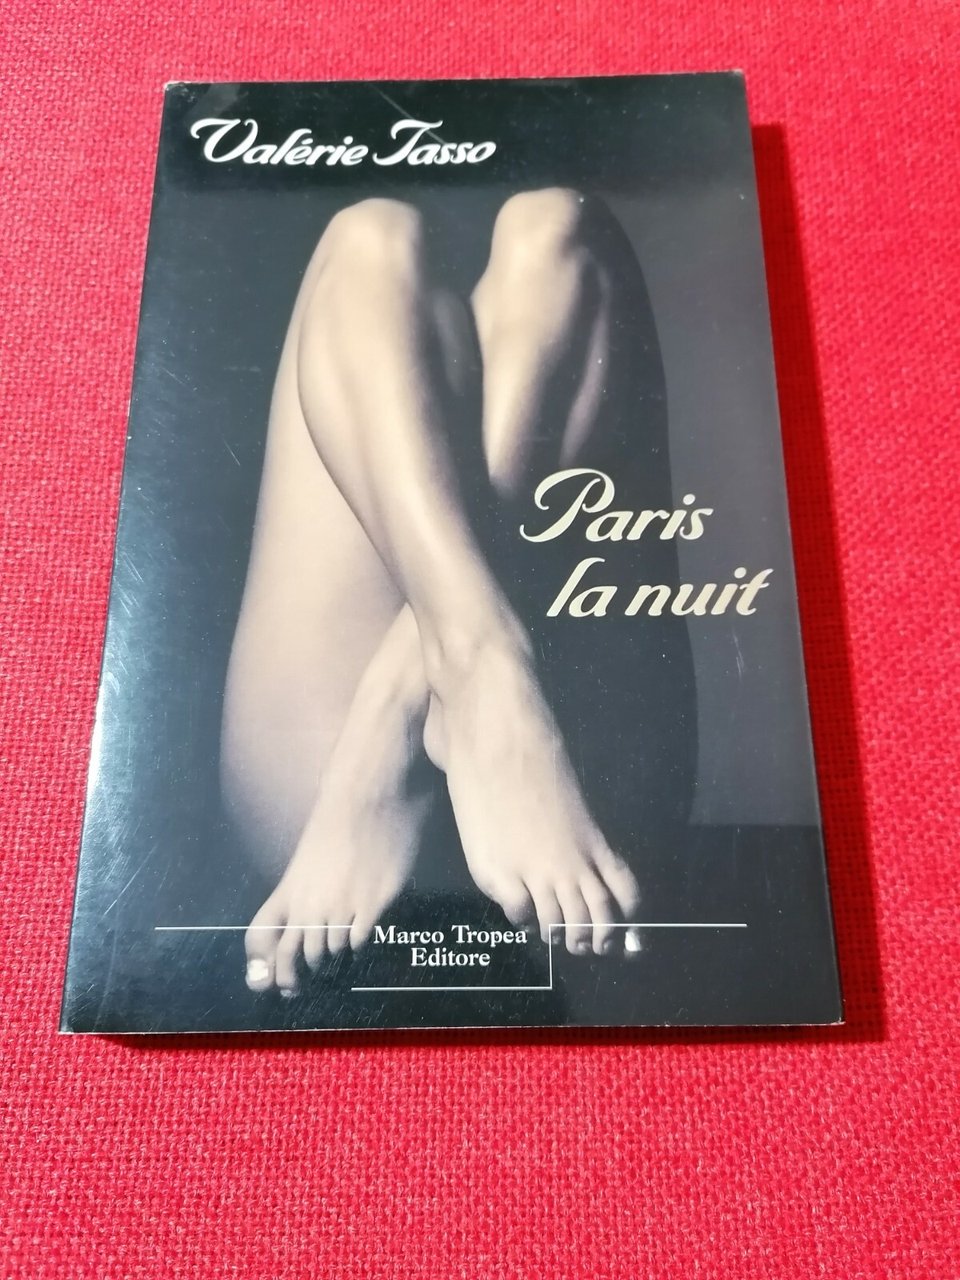 Valérie Tasso
Paris
la nuit
Marco Tropea
Editore